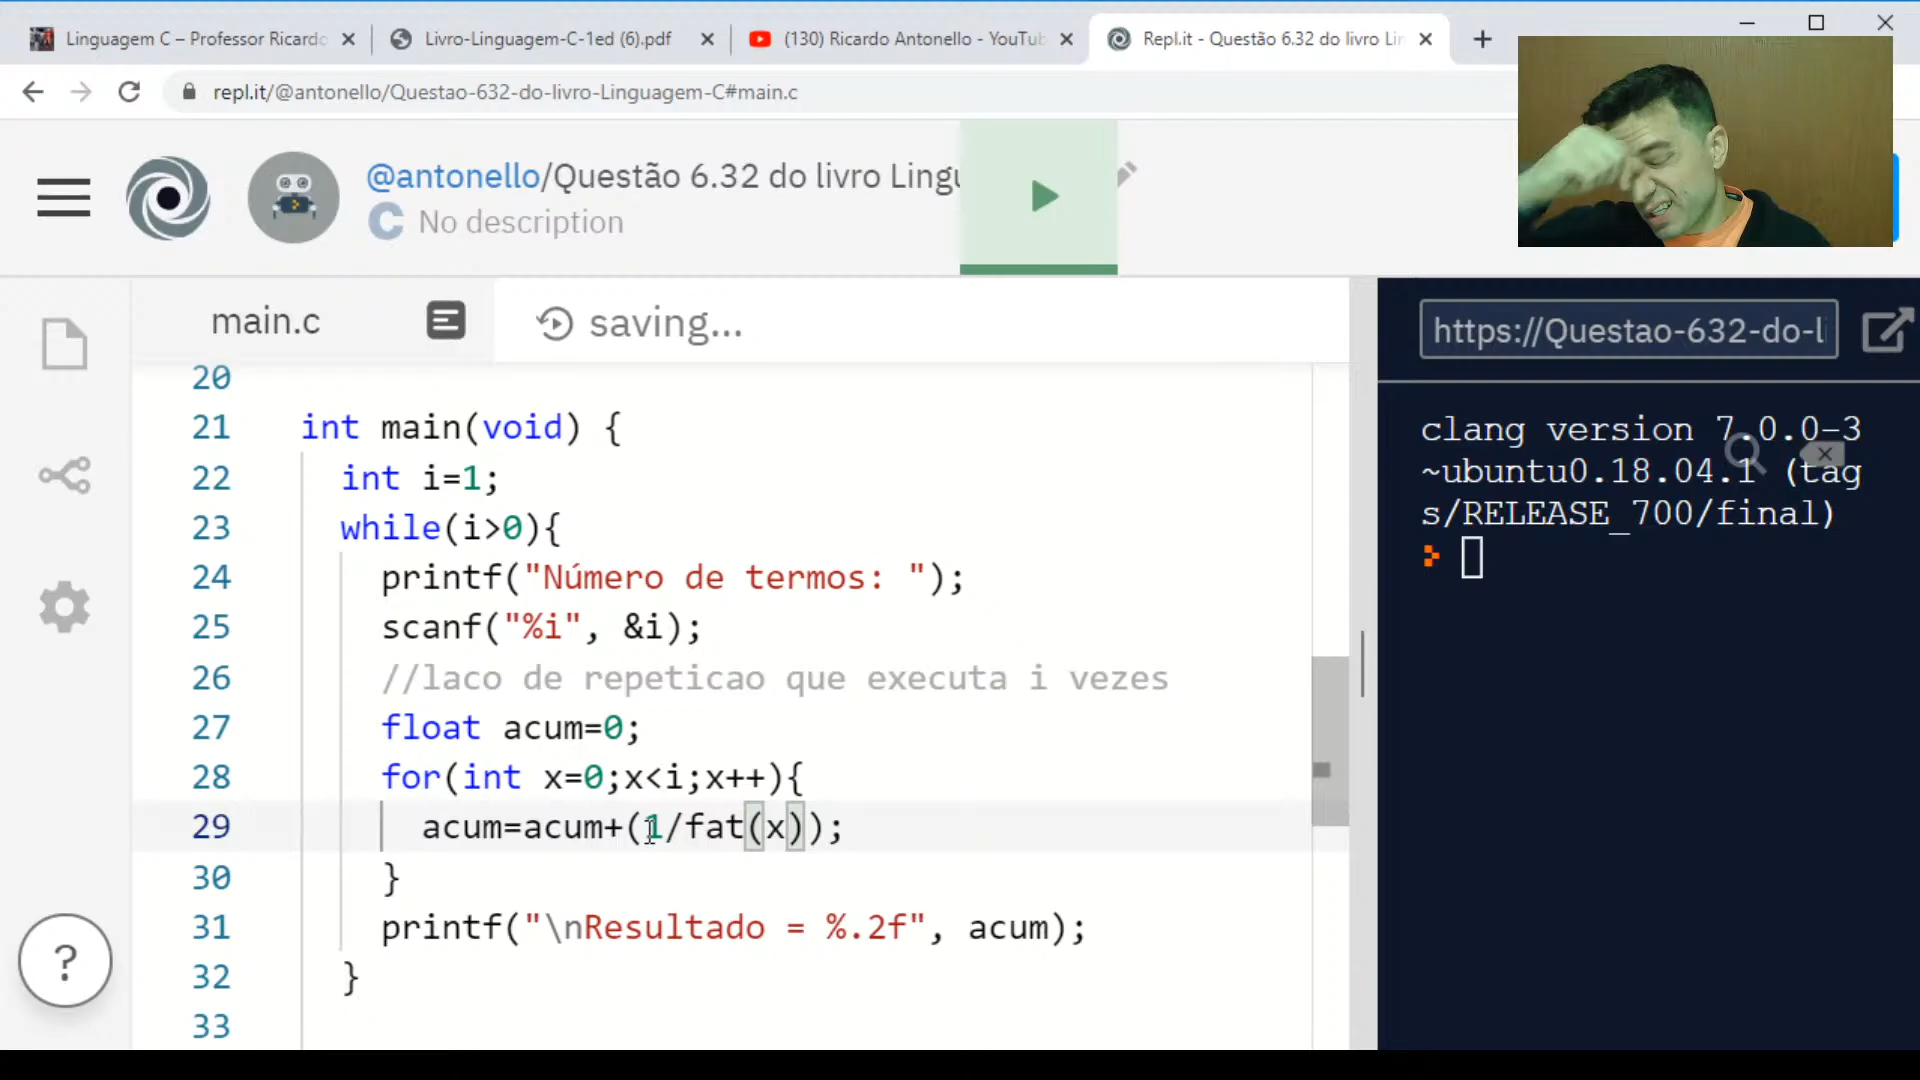 Linguagem C – Professor Ricardo
Livro-Linguagem-C-1ed (6).pdf
(130) Ricardo Antonello - YouTub
Repl.it - Questão 6.32 do livro Li
repl.it/@antonello/Questao-632-do-livro-Linguagem-C#main.c
@antonello/Questão 6.32 do livro Lingu
C No description
main.c
saving...
https://Questao-632-do-l
20
21 int main(void) {
22 int i=1;
23 while(i>0){
24 printf("Número de termos: ");
25 scanf("%i", &i);
26 //laco de repeticao que executa i vezes
27 float acum=0;
28 for(int x=0;x<i;x++){
29 acum=acum+(1/fat(x));
30 }
31 printf("\nResultado = %.2f", acum);
32 }
33
clang version 7.0.0-3
~ubuntu0.18.04.1 (tag
s/RELEASE_700/final)
?